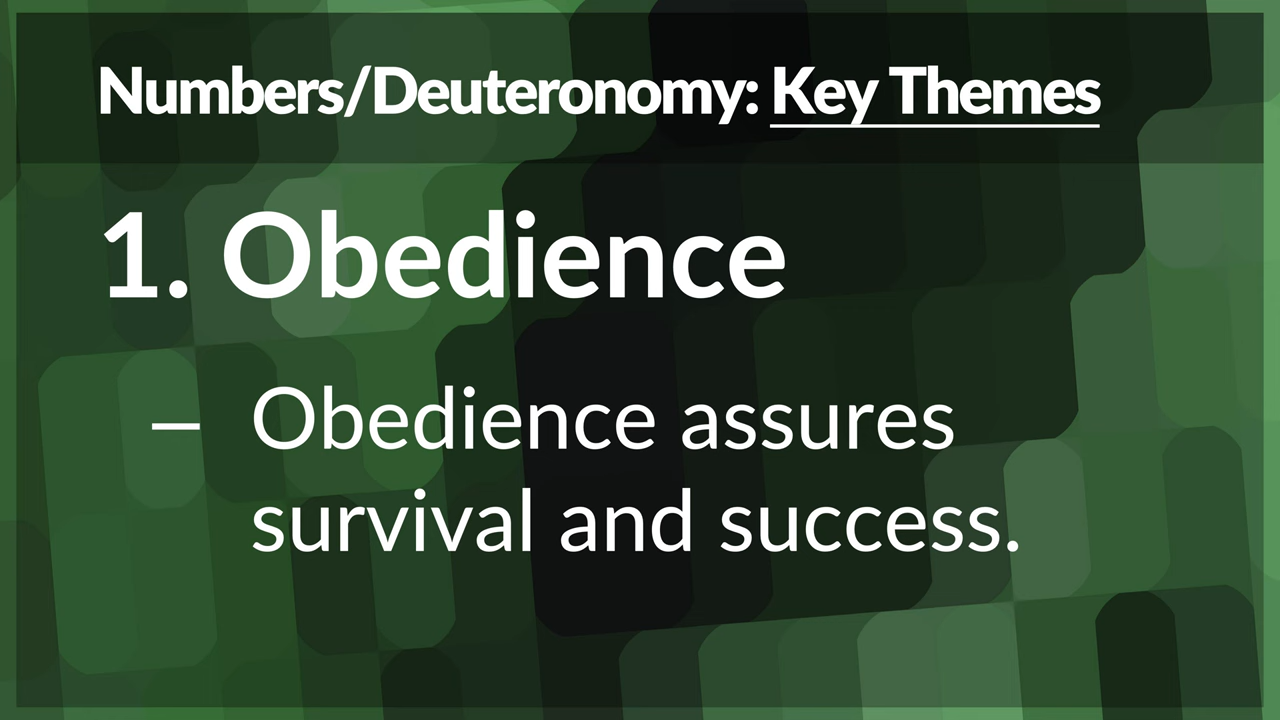 Numbers/Deuteronomy: Key Themes
1. Obedience
– Obedience assures
survival and success.